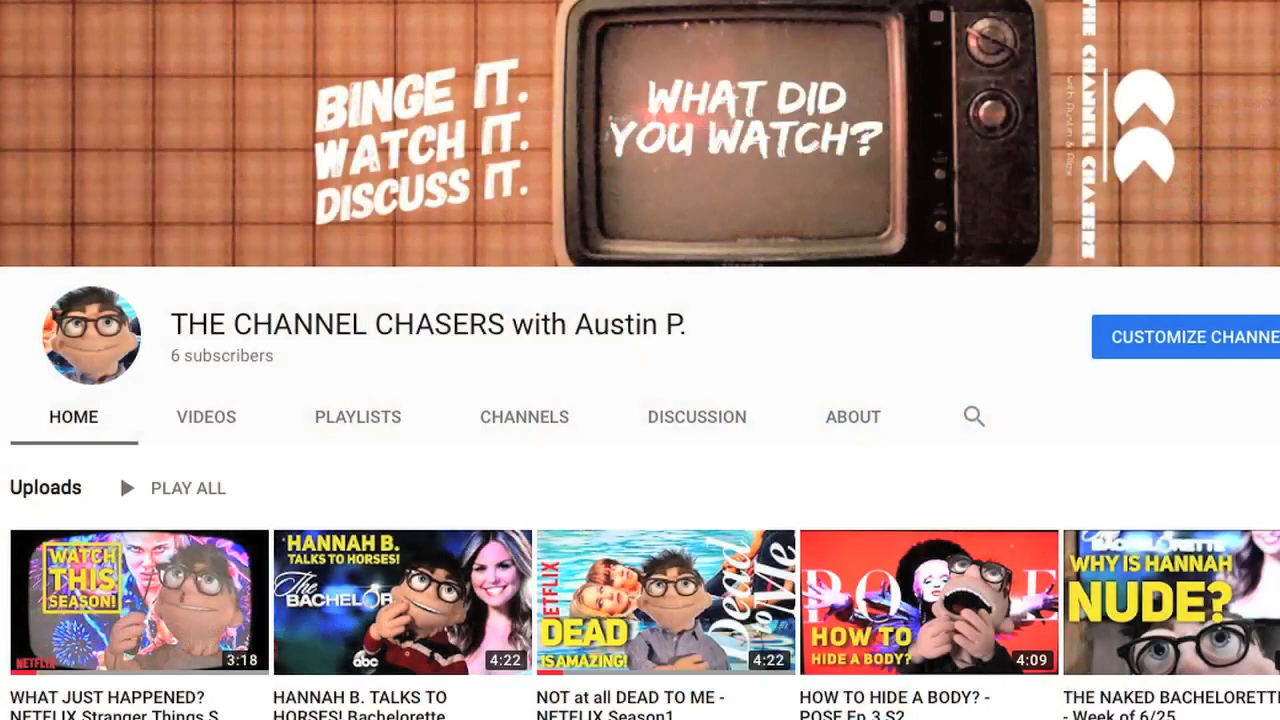 BINGE IT.
WATCH IT.
DISCUSS IT.
WHAT DID
YOU WATCH?
THE CHANNEL CHASERS
with Austin P.
THE CHANNEL CHASERS with Austin P.
6 subscribers
CUSTOMIZE CHANNE
HOME
VIDEOS
PLAYLISTS
CHANNELS
DISCUSSION
ABOUT
Uploads
PLAY ALL
WATCH
THIS
SEASON!
NETFLIX
3:18
HANNAH B.
TALKS TO HORSES!
The
BACHELOR
abc
4:22
NETFLIX
DEAD
IS AMAZING!
Dead
to Me
4:22
POSE
HOW TO
HIDE A BODY?
4:09
BACHELORETTE
WHY IS HANNAH
NUDE?
WHAT JUST HAPPENED?
NETFLIX Stranger Things S
HANNAH B. TALKS TO
HORSES! Bachelorette
NOT at all DEAD TO ME -
NETFLIX Season1
HOW TO HIDE A BODY? -
POSE Ep.3 S2
THE NAKED BACHELORETTE
- Week of 6/25